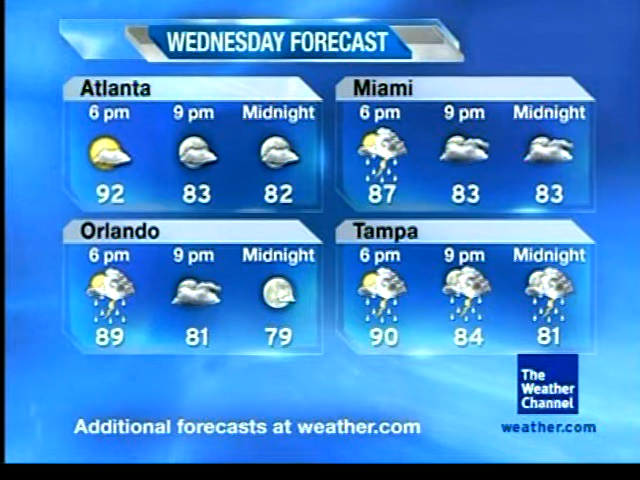 WEDNESDAY FORECAST
Atlanta
6 pm 9 pm Midnight
92 83 82
Miami
6 pm 9 pm Midnight
87 83 83
Orlando
6 pm 9 pm Midnight
89 81 79
Tampa
6 pm 9 pm Midnight
90 84 81
The
Weather
Channel
Additional forecasts at weather.com
weather.com